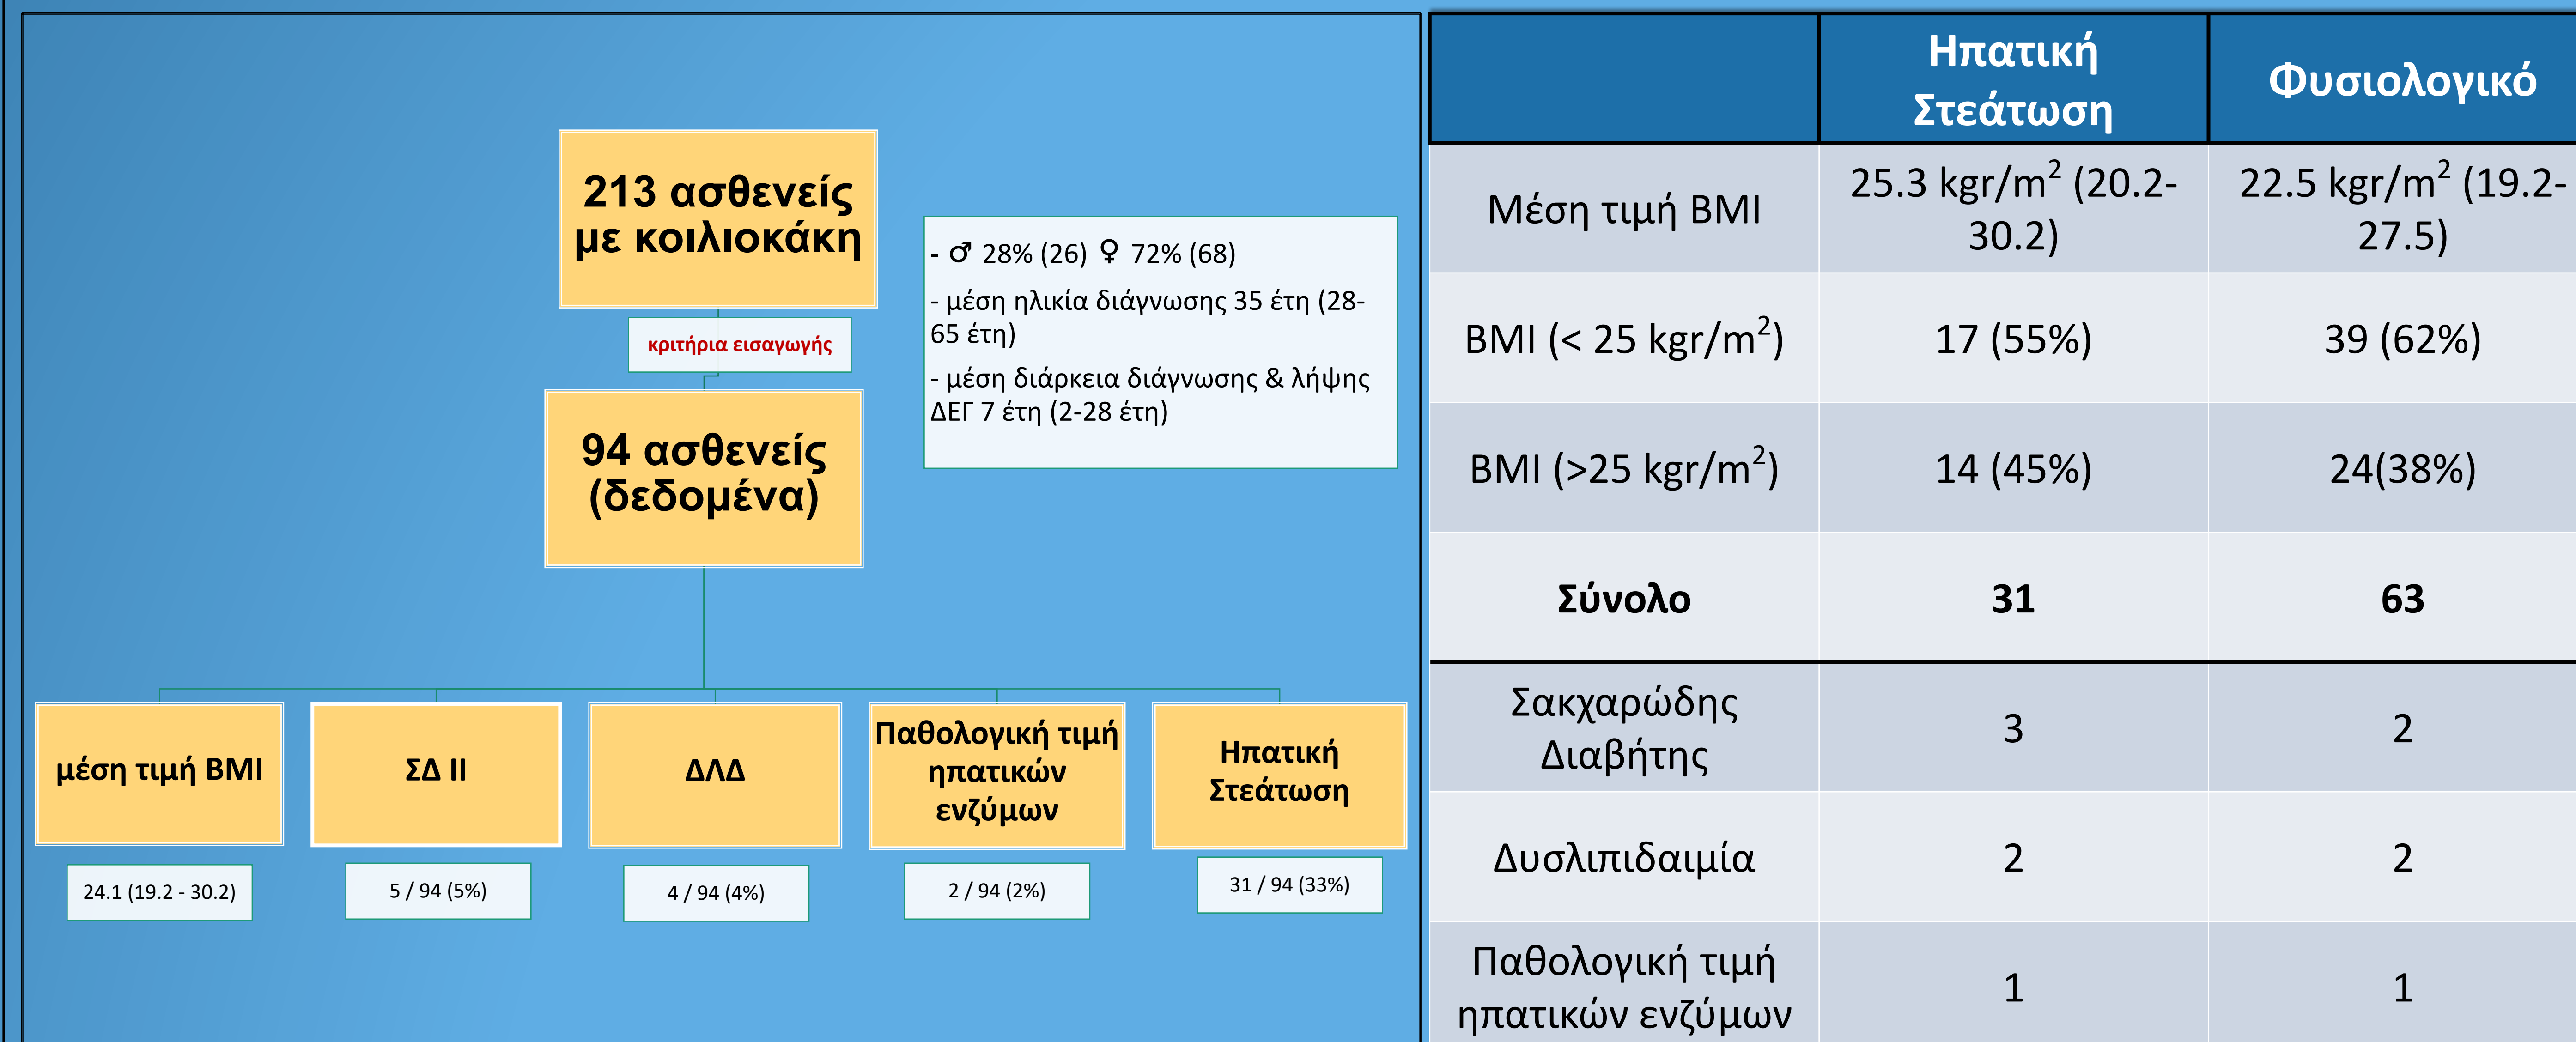 213 ασθενείς
με κοιλιοκάκη
κριτήρια εισαγωγής
94 ασθενείς
(δεδομένα)
- ♂ 28% (26) ♀ 72% (68)
- μέση ηλικία διάγνωσης 35 έτη (28-
65 έτη)
- μέση διάρκεια διάγνωσης & λήψης
ΔΕΓ 7 έτη (2-28 έτη)
μέση τιμή BMI
24.1 (19.2 - 30.2)
ΣΔ ΙΙ
5 / 94 (5%)
ΔΛΔ
4 / 94 (4%)
Παθολογική τιμή
ηπατικών
ενζύμων
2 / 94 (2%)
Ηπατική
Στεάτωση
31 / 94 (33%)
Ηπατική
Στεάτωση
Φυσιολογικό
Μέση τιμή BMI
25.3 kgr/m² (20.2-
30.2)
22.5 kgr/m² (19.2-
27.5)
BMI (< 25 kgr/m²)
17 (55%)
39 (62%)
BMI (>25 kgr/m²)
14 (45%)
24(38%)
Σύνολο
31
63
Σακχαρώδης
Διαβήτης
3
2
Δυσλιπιδαιμία
2
2
Παθολογική τιμή
ηπατικών ενζύμων
1
1